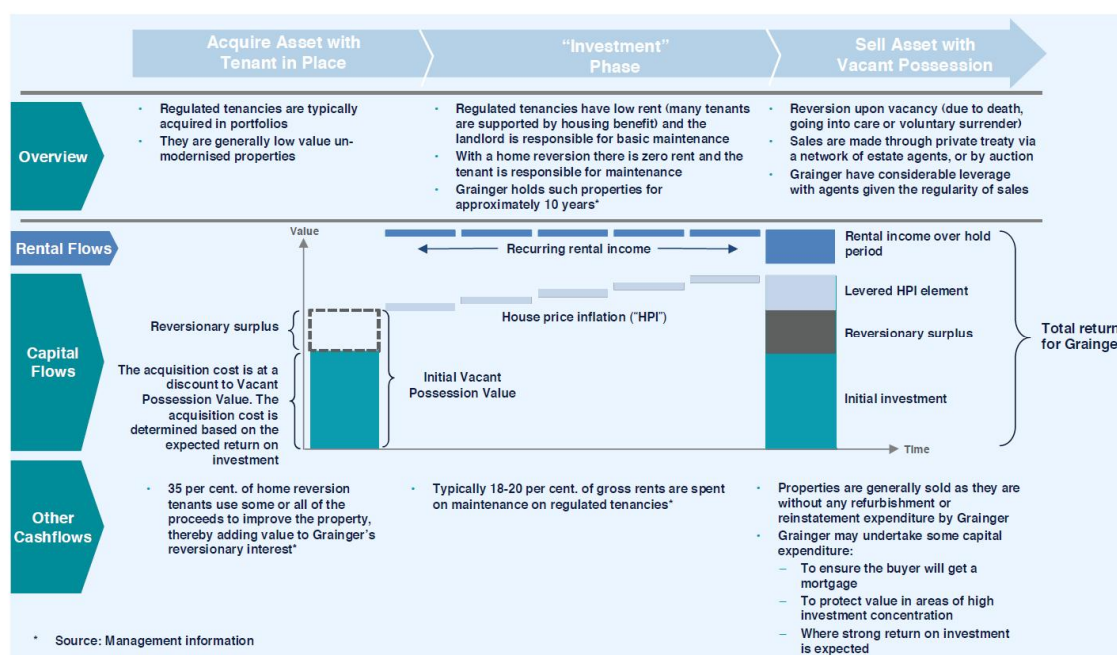 Acquire Asset with
Tenant in Place
“Investment”
Phase
Sell Asset with
Vacant Possession
Overview
• Regulated tenancies are typically
acquired in portfolios
• They are generally low value un-
modernised properties
• Regulated tenancies have low rent (many tenants
are supported by housing benefit) and the
landlord is responsible for basic maintenance
• With a home reversion there is zero rent and the
tenant is responsible for maintenance
• Grainger holds such properties for
approximately 10 years*
• Reversion upon vacancy (due to death,
going into care or voluntary surrender)
• Sales are made through private treaty via
a network of estate agents, or by auction
• Grainger have considerable leverage
with agents given the regularity of sales
Rental Flows
Value
Recurring rental income
Rental income over hold
period
Capital
Flows
Reversionary surplus
The acquisition cost is at a
discount to Vacant
Possession Value. The
acquisition cost is
determined based on the
expected return on
investment
Initial Vacant
Possession Value
House price inflation ("HPI")
Levered HPI element
Reversionary surplus
Initial investment
Total return
for Grainge
Time
Other
Cashflows
• 35 per cent. of home reversion
tenants use some or all of the
proceeds to improve the property,
thereby adding value to Grainger’s
reversionary interest*
• Typically 18-20 per cent. of gross rents are spent
on maintenance on regulated tenancies*
• Properties are generally sold as they are
without any refurbishment or
reinstatement expenditure by Grainger
• Grainger may undertake some capital
expenditure:
– To ensure the buyer will get a
mortgage
– To protect value in areas of high
investment concentration
– Where strong return on investment
is expected
* Source: Management information